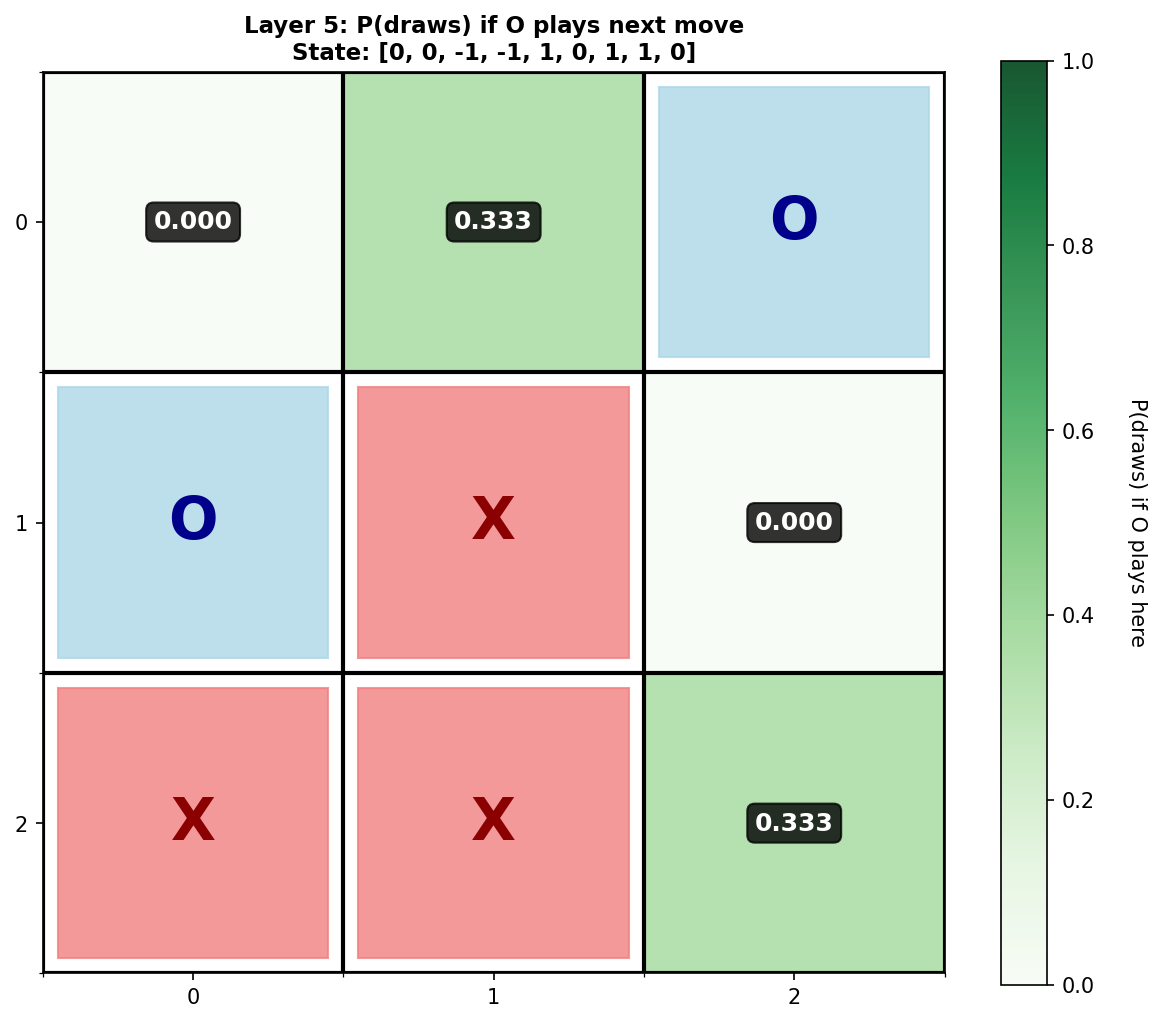 Layer 5: P(draws) if O plays next move
State: [0, 0, -1, -1, 1, 0, 1, 1, 0]
1.0
0.8
0.6
0.4
0.2
0.0
P(draws) if O plays here
0
0.000
0.333
O
1
O
X
0.000
2
X
X
0.333
0
1
2